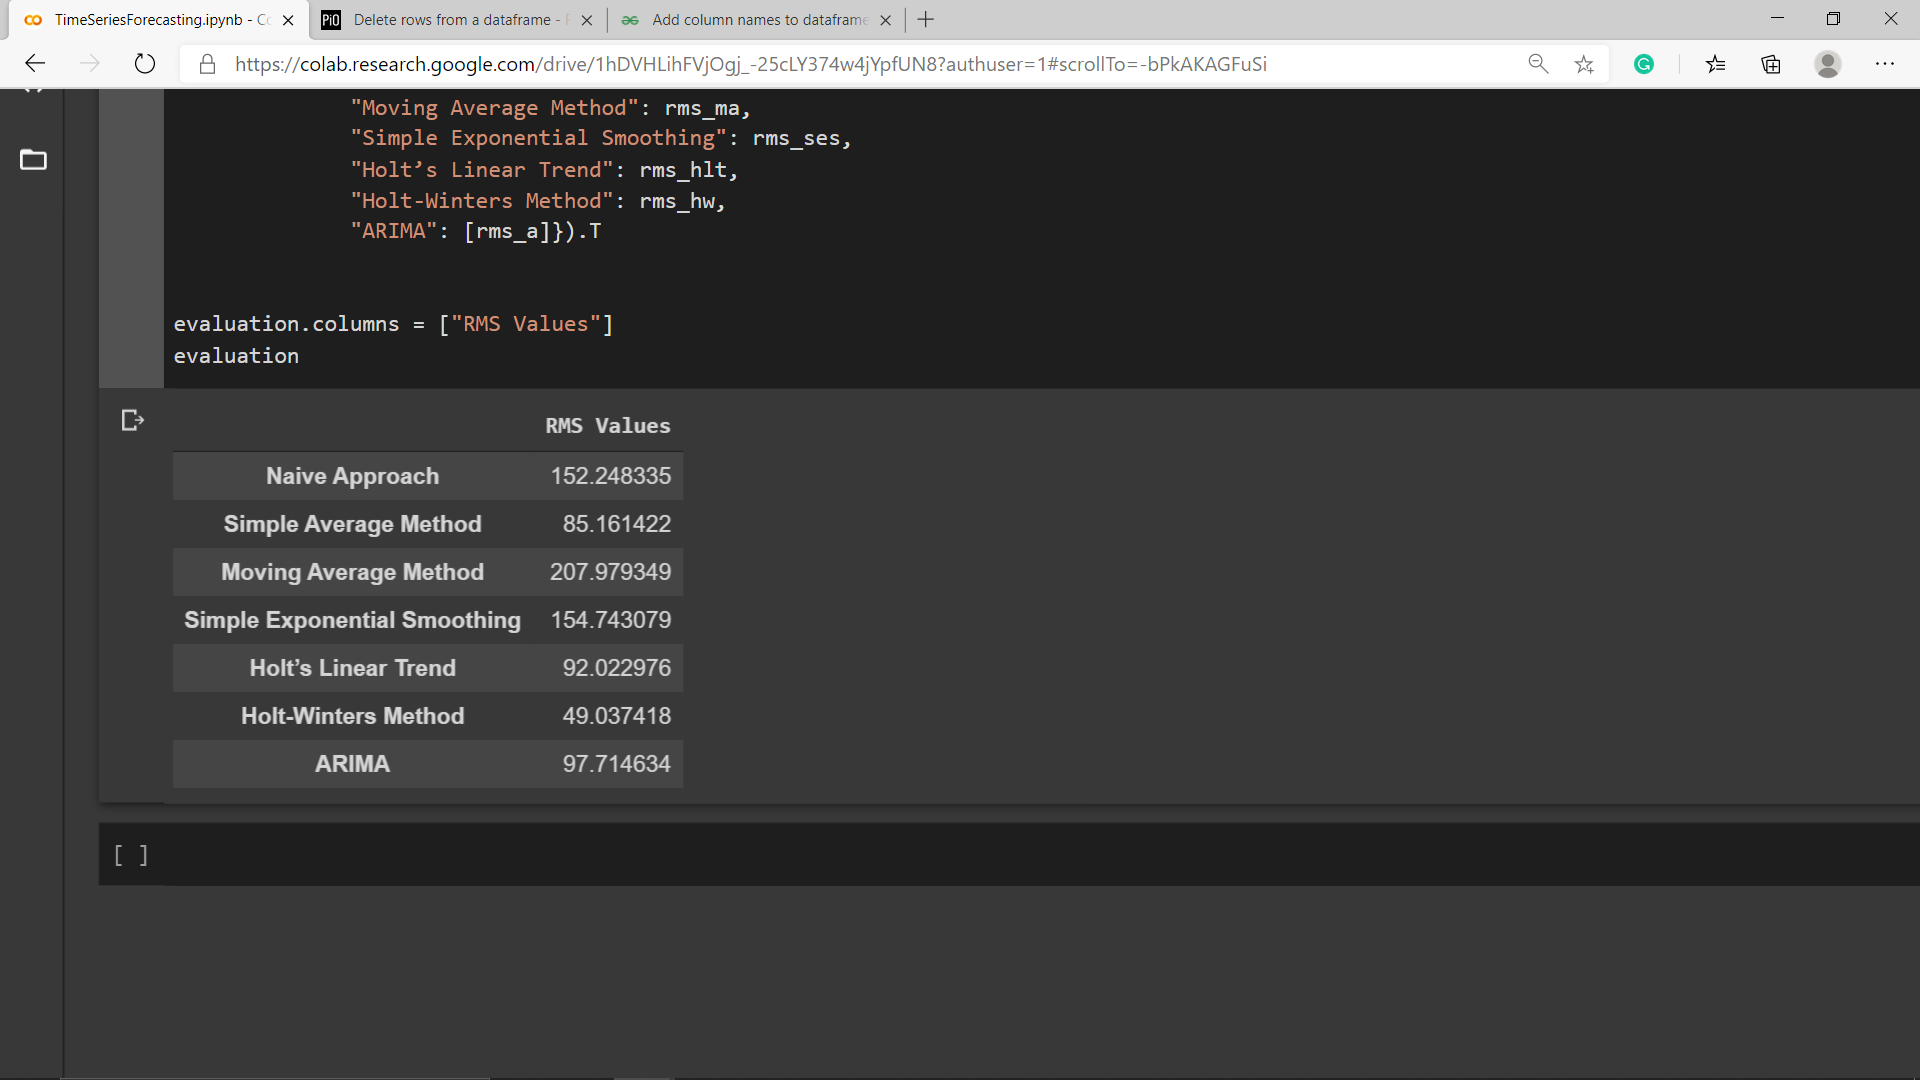 TimeSeriesForecasting.ipynb - Co
PiO Delete rows from a dataframe -
Add column names to dataframe
https://colab.research.google.com/drive/1hDVHLihFVjOgj_-25cLY374w4jYpfUN8?authuser=1#scrollTo=-bPkAKAGFuSi
"Moving Average Method": rms_ma,
"Simple Exponential Smoothing": rms_ses,
"Holt’s Linear Trend": rms_hlt,
"Holt-Winters Method": rms_hw,
"ARIMA": [rms_a]}).T
evaluation.columns = ["RMS Values"]
evaluation
RMS Values
Naive Approach 152.248335
Simple Average Method 85.161422
Moving Average Method 207.979349
Simple Exponential Smoothing 154.743079
Holt’s Linear Trend 92.022976
Holt-Winters Method 49.037418
ARIMA 97.714634
[ ]